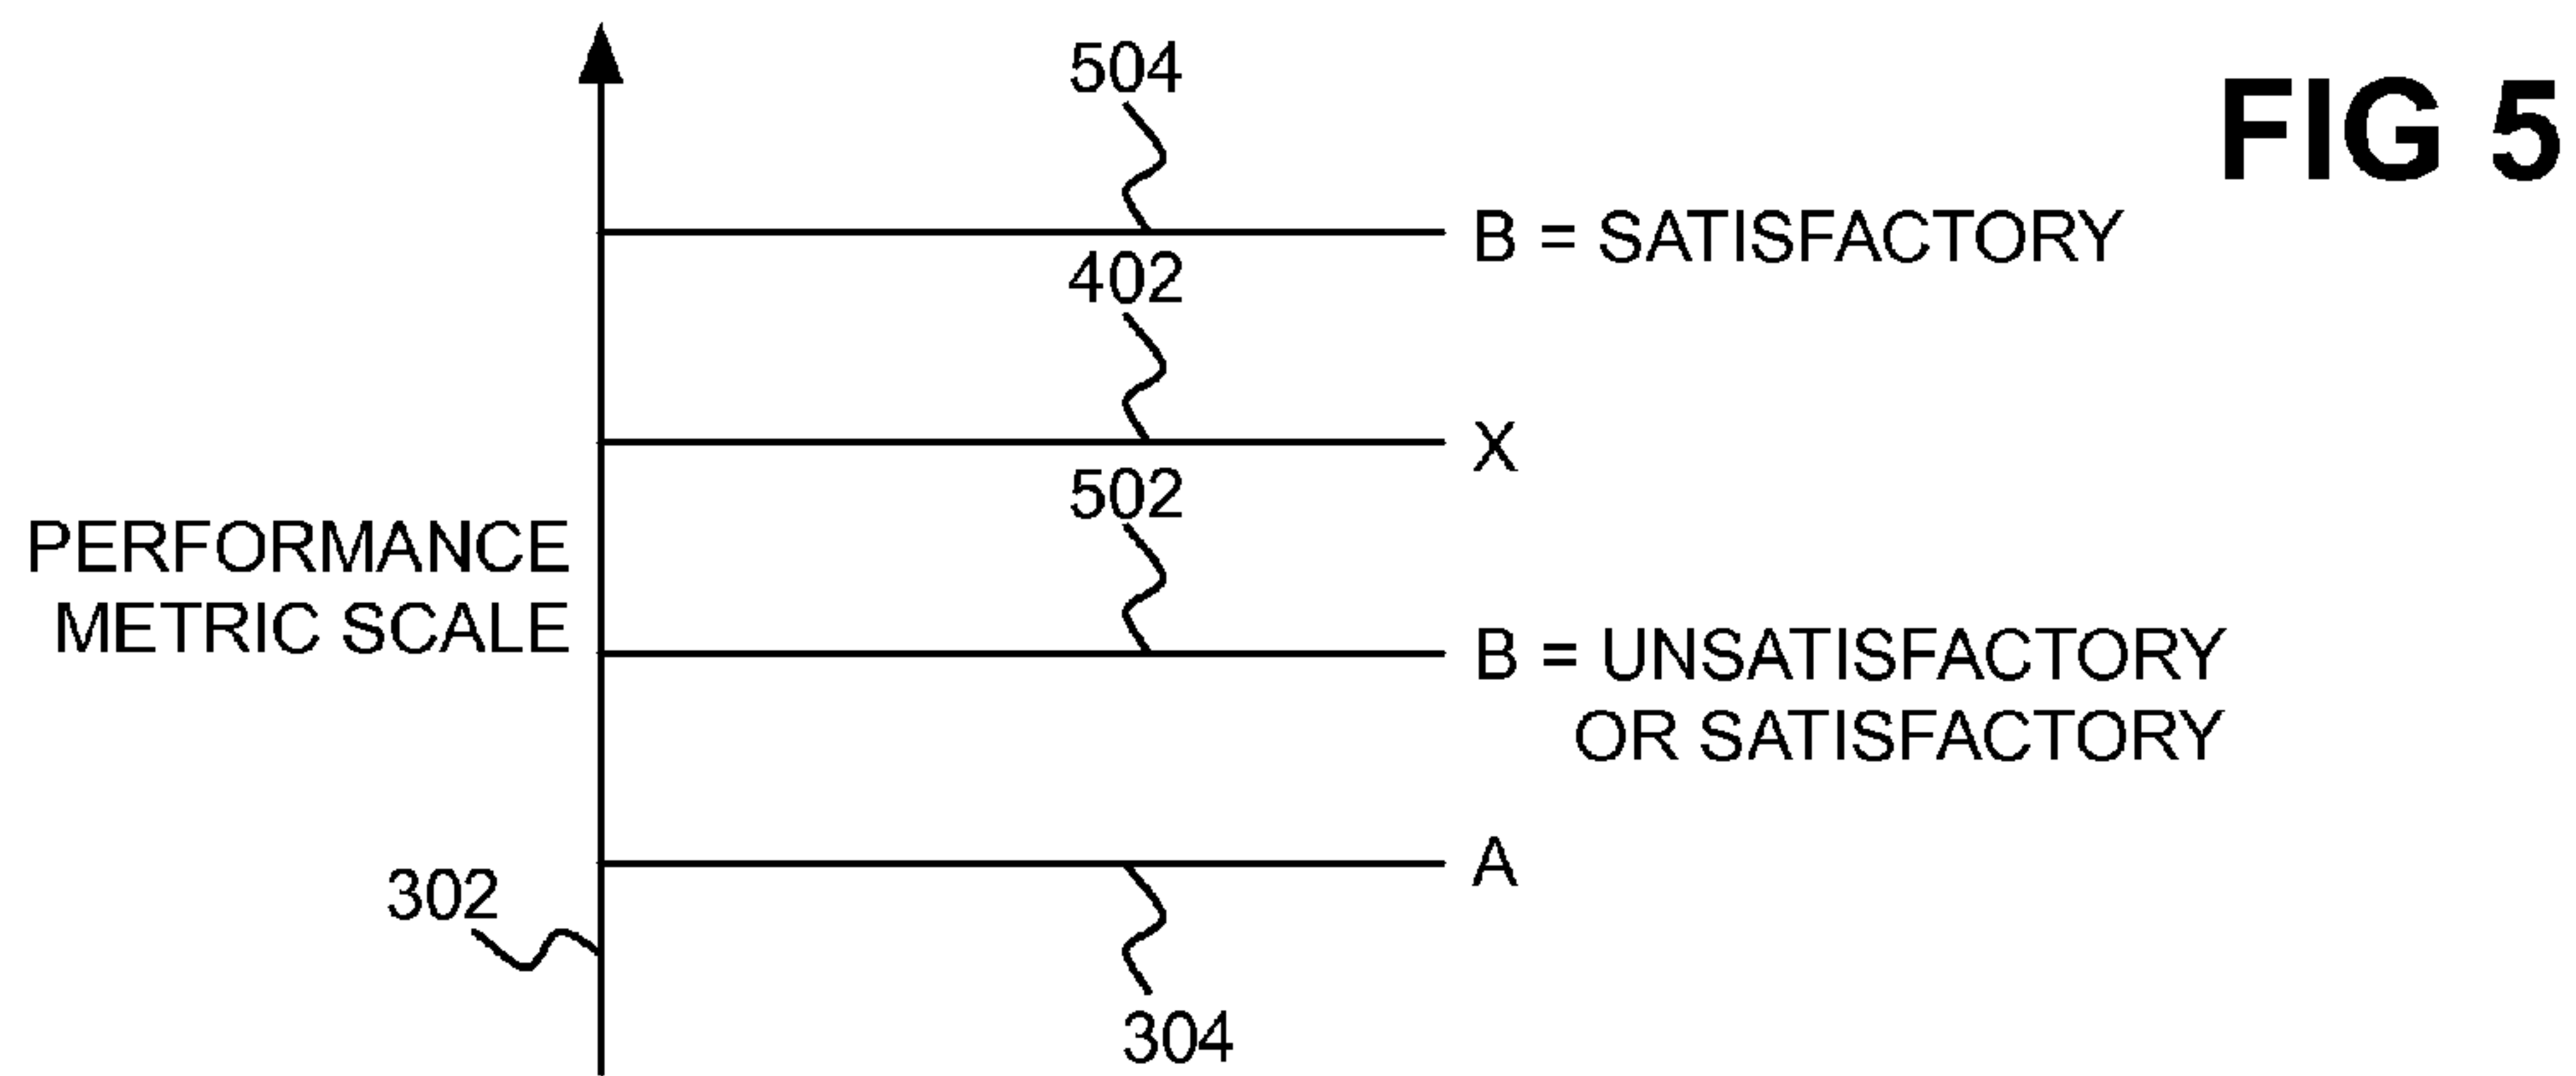 FIG 5
504
B = SATISFACTORY
402
X
502
PERFORMANCE
METRIC SCALE
B = UNSATISFACTORY
OR SATISFACTORY
A
302
304